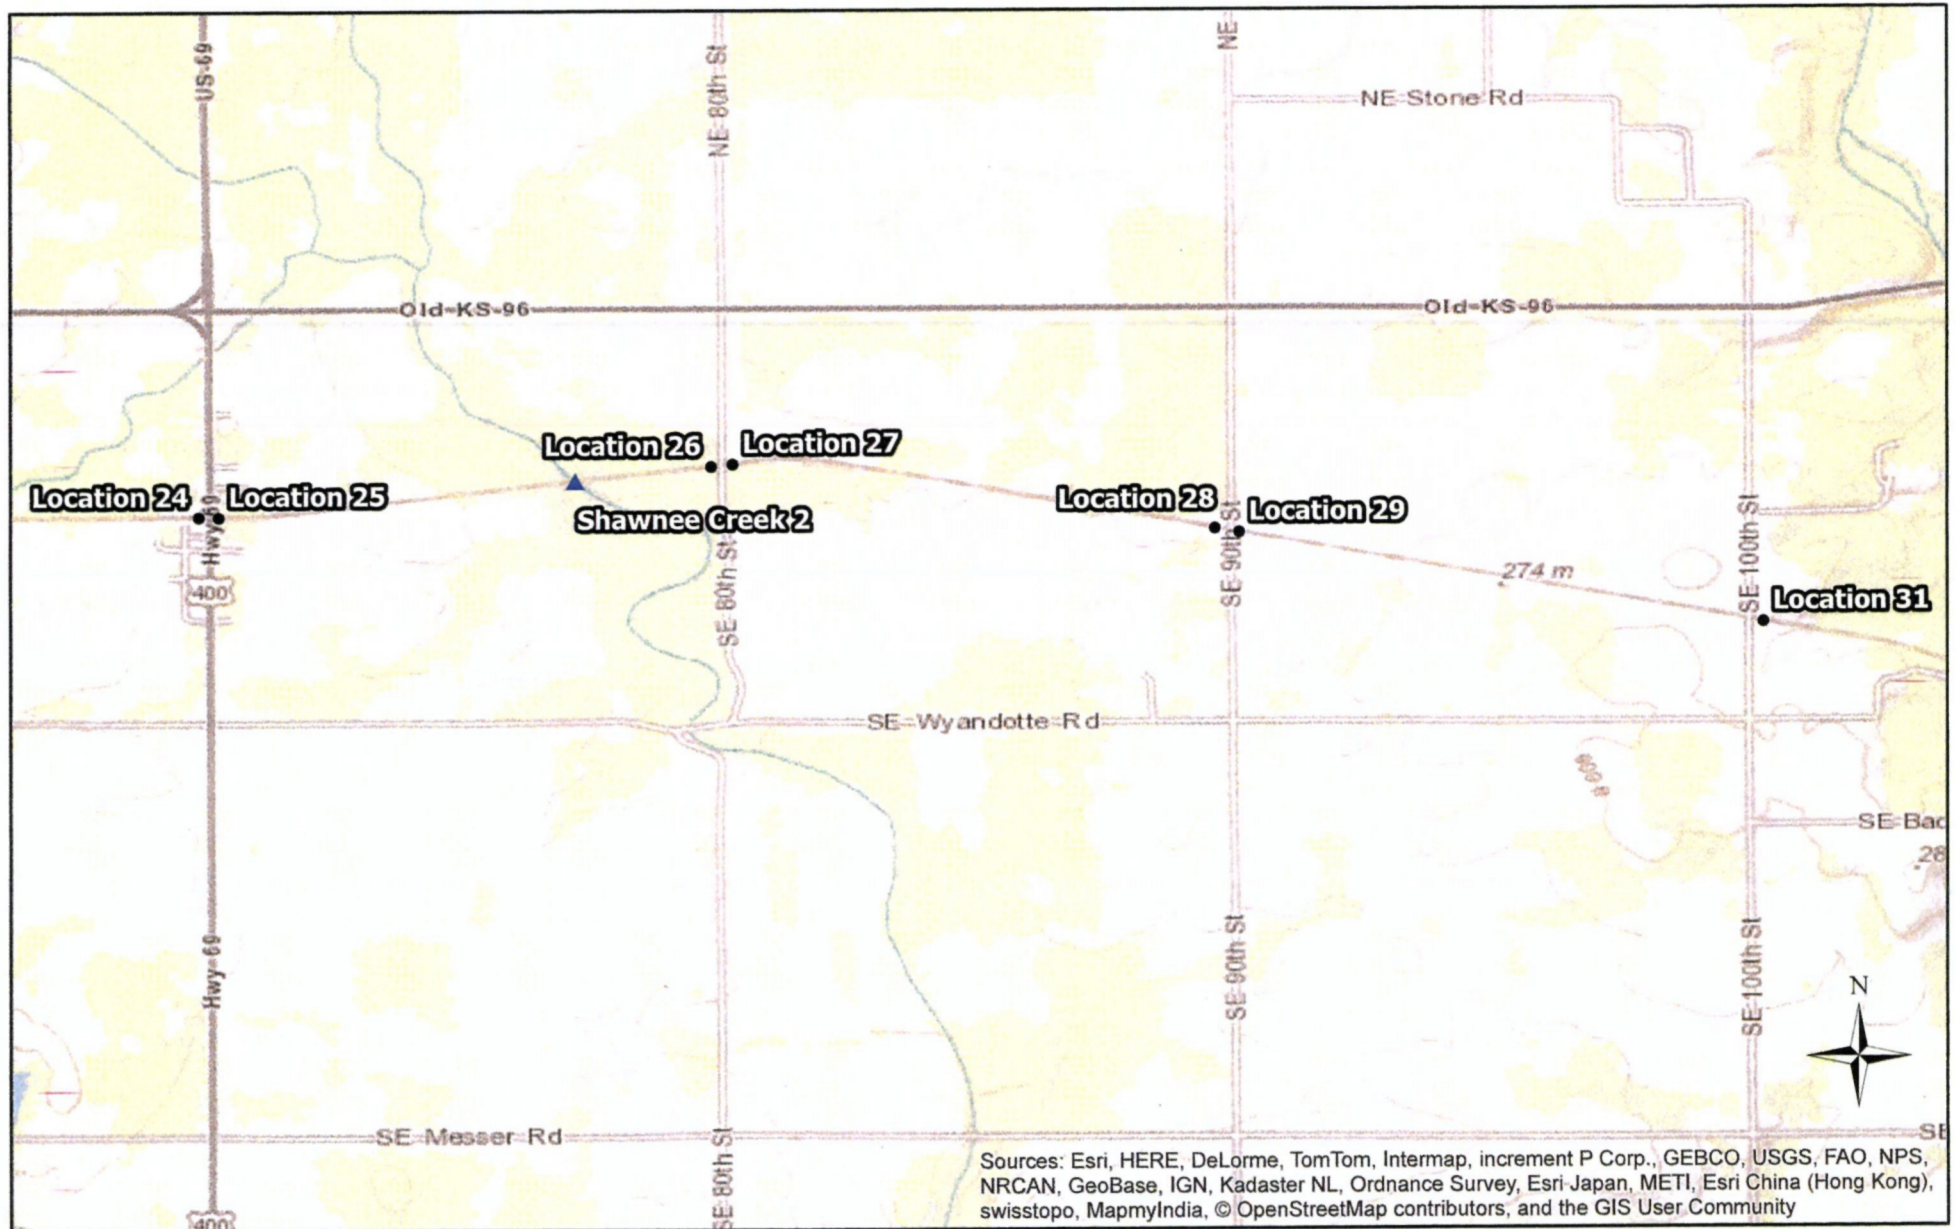 US-69
NE 80th St
NE
NE Stone Rd
Old-KS-96
Old-KS-96
Location 26
Location 27
Location 24
Location 25
Location 28
Location 29
Shawnee Creek 2
Hwy 69
SE 80th St
SE 90th St
SE 100th St
274 m
400
Location 31
SE Wyandotte Rd
SE Bac
28
Hwy-69
SE 90th St
SE 100th St
N
SE Messer Rd
SE 80th St
SE
400
Sources: Esri, HERE, DeLorme, TomTom, Intermap, increment P Corp., GEBCO, USGS, FAO, NPS,
NRCAN, GeoBase, IGN, Kadaster NL, Ordnance Survey, Esri Japan, METI, Esri China (Hong Kong),
swisstopo, MapmyIndia, © OpenStreetMap contributors, and the GIS User Community